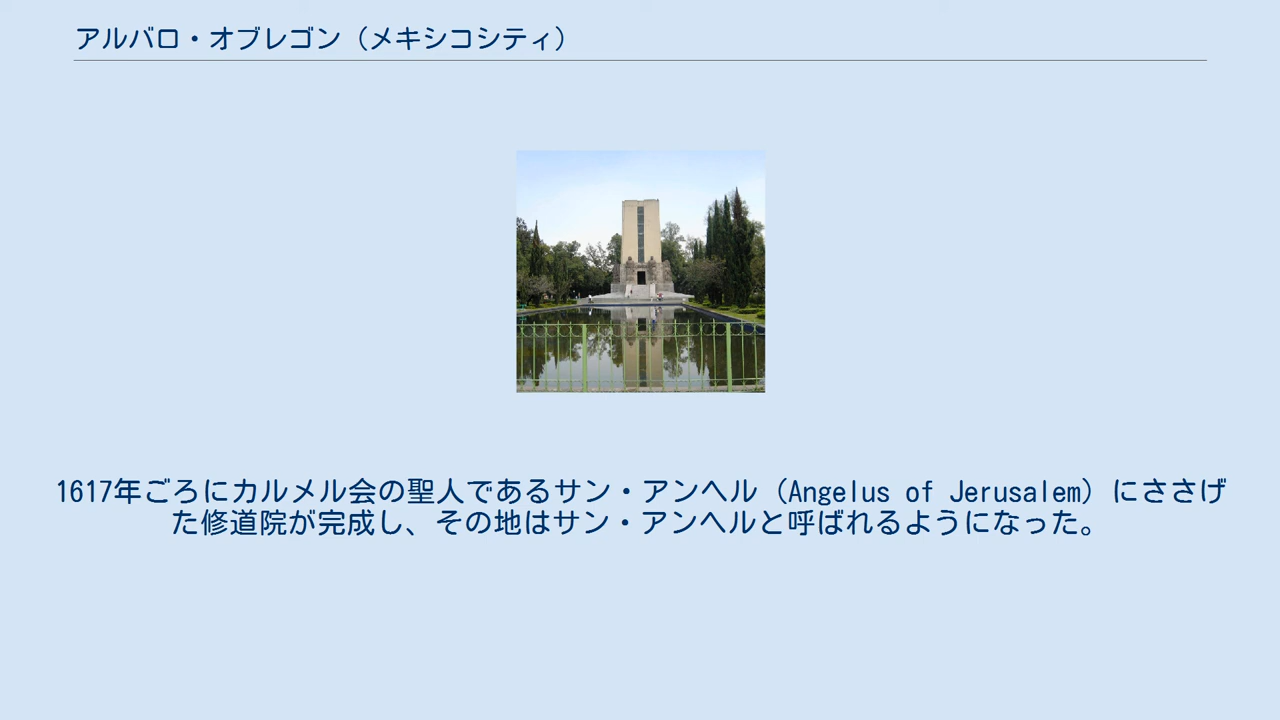 アルバロ・オブレゴン（メキシコシティ）
1617年ごろにカルメル会の聖人であるサン・アンヘル（Angelus of Jerusalem）にささげ
た修道院が完成し、その地はサン・アンヘルと呼ばれるようになった。